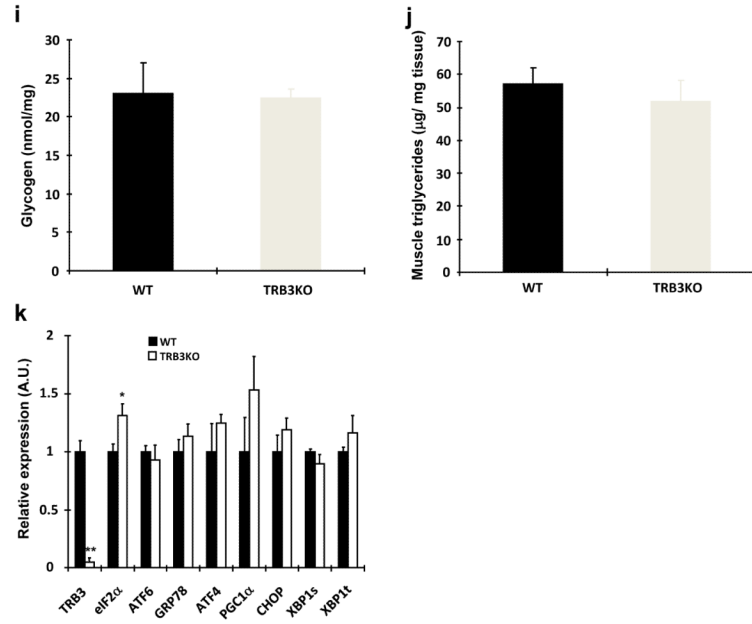 i
Glycogen (nmol/mg)
30
25
20
15
10
5
0
WT
TRB3KO
j
Muscle triglycerides (μg/ mg tissue)
70
60
50
40
30
20
10
0
WT
TRB3KO
k
Relative expression (A.U.)
2
1.5
1
0.5
0
WT
TRB3KO
**
*
TRB3
eIF2α
ATF6
GRP78
ATF4
PGC1α
CHOP
XBP1s
XBP1t